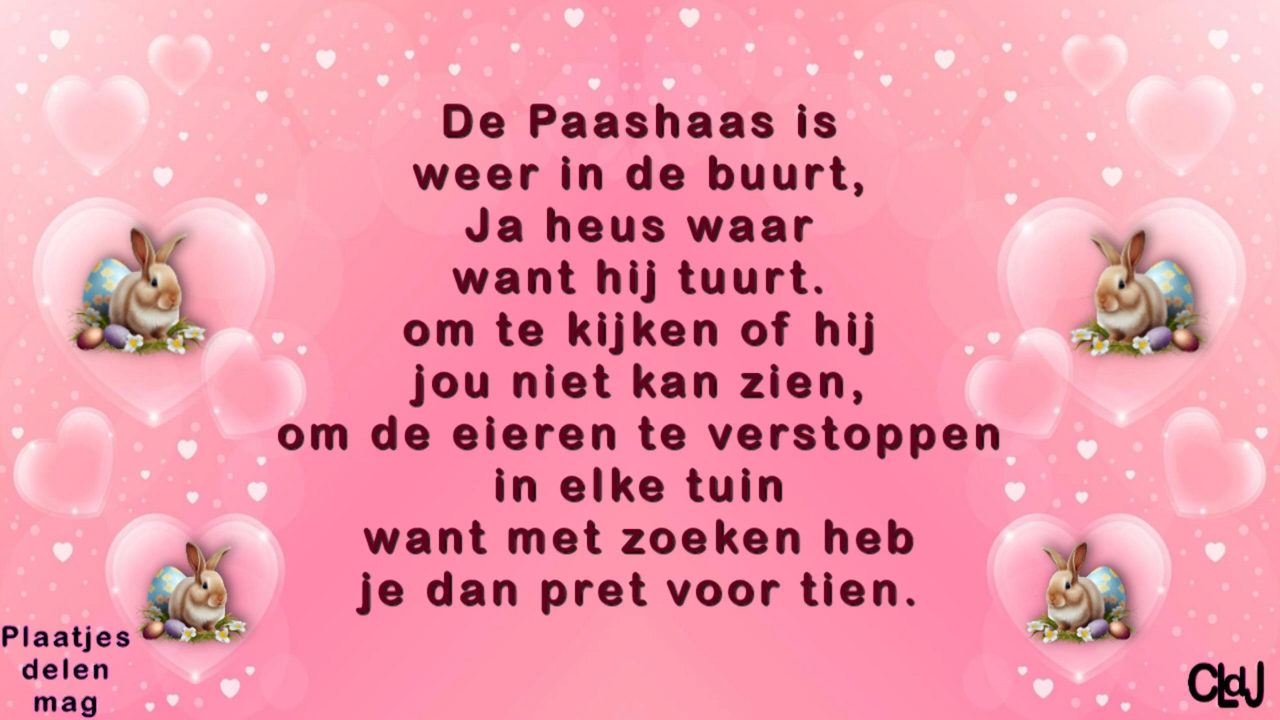 De Paashaas is
weer in de buurt,
Ja heus waar
want hij tuurt.
om te kijken of hij
jou niet kan zien,
om de eieren te verstoppen
in elke tuin
want met zoeken heb
je dan pret voor tien.
Plaatjes
delen
mag
CLdJ